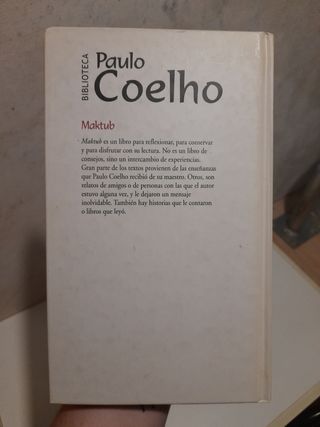 BIBLIOTECA
Paulo
Coelho
Maktub
Maktub es un libro para reflexionar, para conservar
y para disfrutar con su lectura. No es un libro de
consejos, sino un intercambio de experiencias.
Gran parte de los textos provienen de las enseñanzas
que Paulo Coelho recibió de su maestro. Otros, son
relatos de amigos o de personas con las que el autor
estuvo alguna vez, y le dejaron un mensaje
inolvidable. También hay historias que le contaron
o libros que leyó.